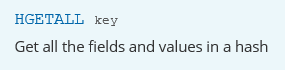 HGETALL key
Get all the fields and values in a hash